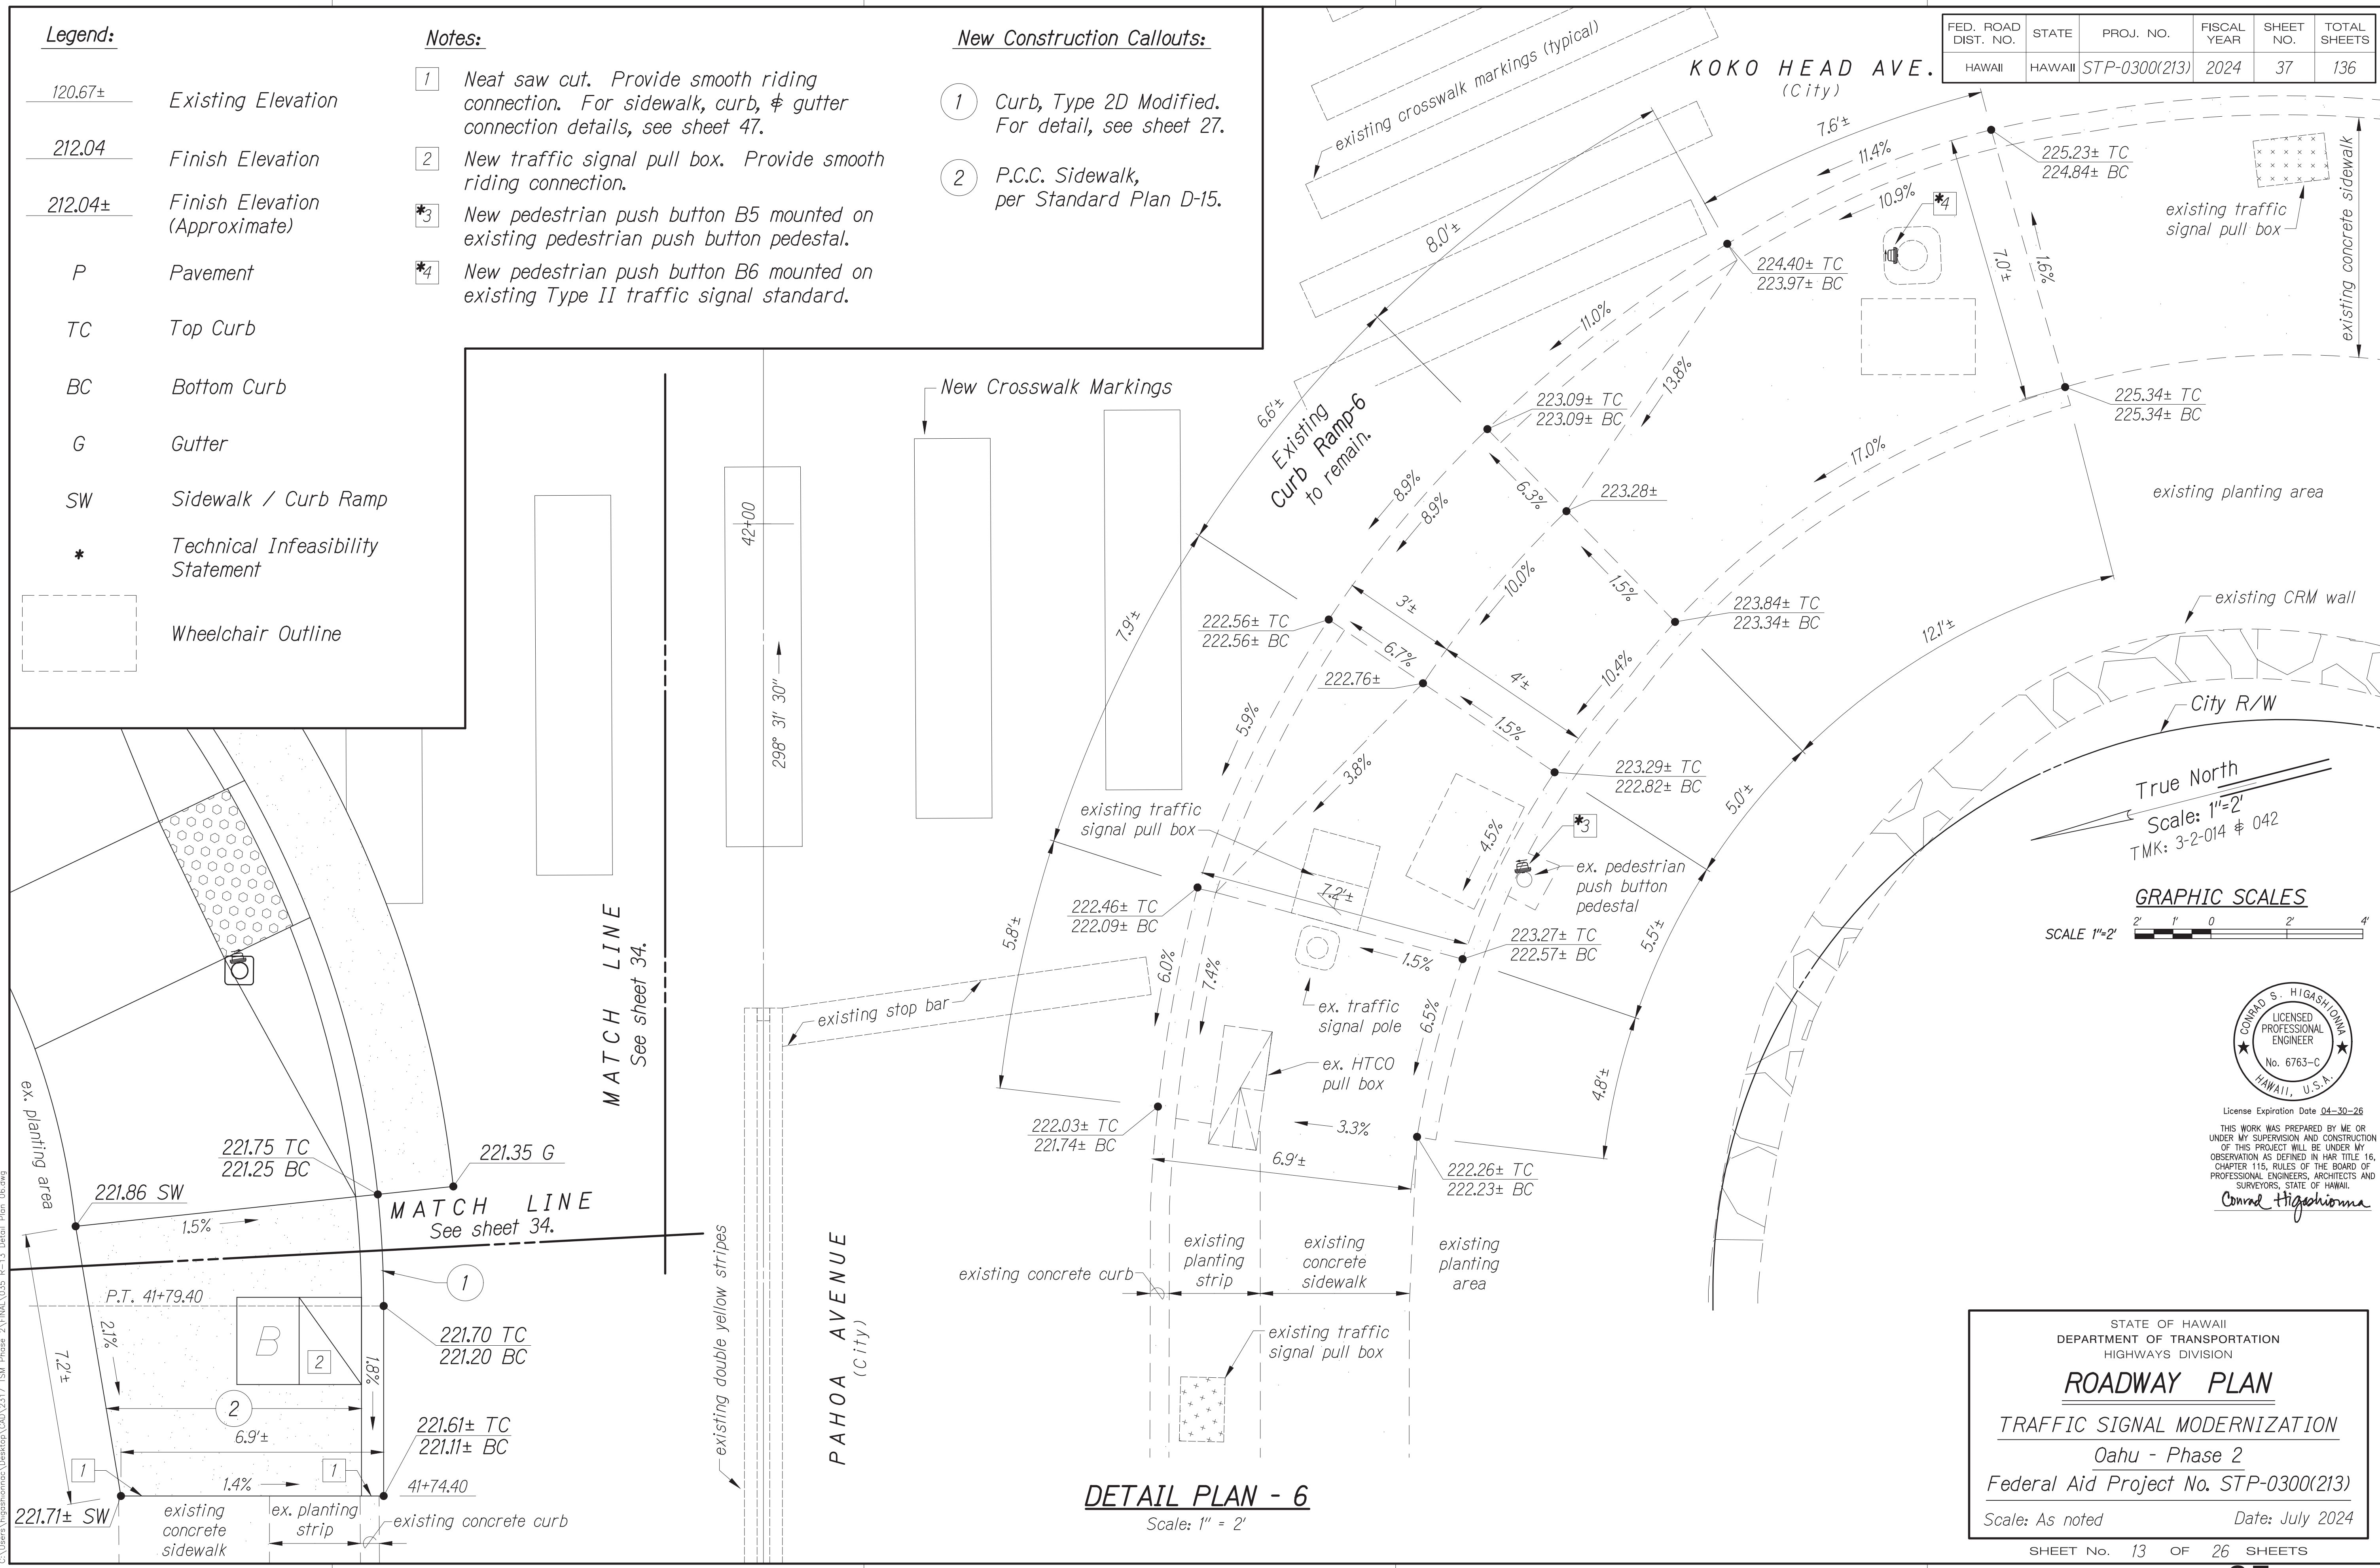 Legend:
120.67± Existing Elevation
212.04 Finish Elevation
212.04± Finish Elevation
(Approximate)
P Pavement
TC Top Curb
BC Bottom Curb
G Gutter
SW Sidewalk / Curb Ramp
* Technical Infeasibility
Statement
Wheelchair Outline
Notes:
1 Neat saw cut. Provide smooth riding
connection. For sidewalk, curb, & gutter
connection details, see sheet 47.
2 New traffic signal pull box. Provide smooth
riding connection.
*3 New pedestrian push button B5 mounted on
existing pedestrian push button pedestal.
*4 New pedestrian push button B6 mounted on
existing Type II traffic signal standard.
New Construction Callouts:
1 Curb, Type 2D Modified.
For detail, see sheet 27.
2 P.C.C. Sidewalk,
per Standard Plan D-15.
FED. ROAD
DIST. NO.
STATE
PROJ. NO.
FISCAL
YEAR
SHEET
NO.
TOTAL
SHEETS
HAWAII HAWAII STP-0300(213) 2024 37 136
KOKO HEAD AVE.
(City)
existing crosswalk markings (typical)
8.0'±
7.6'±
11.4%
10.9%
*4
225.23± TC
224.84± BC
existing traffic
signal pull box
existing concrete sidewalk
7.0'±
1.6%
224.40± TC
223.97± BC
11.0%
13.8%
New Crosswalk Markings
6.6'±
Existing
Curb Ramp-6
to remain.
223.09± TC
223.09± BC
225.34± TC
225.34± BC
17.0%
8.9%
8.9%
6.3%
223.28±
existing planting area
42+00
298° 31' 30"
10.0%
1.5%
7.9'±
3'±
222.56± TC
222.56± BC
223.84± TC
223.34± BC
existing CRM wall
12.1'±
6.7%
4'±
10.4%
222.76±
City R/W
5.9%
1.5%
3.8%
223.29± TC
222.82± BC
5.0'±
True North
Scale: 1"=2'
TMK: 3-2-014 & 042
existing traffic
signal pull box
4.5%
*3
ex. pedestrian
push button
pedestal
7.2'±
222.46± TC
222.09± BC
5.8'±
223.27± TC
222.57± BC
5.5'±
GRAPHIC SCALES
SCALE 1"=2'
2' 1' 0 2' 4'
6.0%
7.4%
1.5%
existing stop bar
ex. traffic
signal pole
6.5%
ex. HTCO
pull box
4.8'±
222.03± TC
221.74± BC
3.3%
6.9'±
222.26± TC
222.23± BC
MATCH LINE
See sheet 34.
ex. planting area
221.75 TC
221.25 BC
221.35 G
221.86 SW
1.5%
MATCH LINE
See sheet 34.
1
P.T. 41+79.40
2.1%
7.2'±
B
2
1.8%
221.70 TC
221.20 BC
2
6.9'±
221.61± TC
221.11± BC
1
1
1.4%
41+74.40
221.71± SW
existing
concrete
sidewalk
ex. planting
strip
existing concrete curb
existing double yellow stripes
PAHOA AVENUE
(City)
existing concrete curb
existing
planting
strip
existing
concrete
sidewalk
existing
planting
area
existing traffic
signal pull box
DETAIL PLAN - 6
Scale: 1" = 2'
CONRAD S. HIGASHIONNA
LICENSED
PROFESSIONAL
ENGINEER
No. 6763-C
HAWAII, U.S.A.
License Expiration Date 04-30-26
THIS WORK WAS PREPARED BY ME OR
UNDER MY SUPERVISION AND CONSTRUCTION
OF THIS PROJECT WILL BE UNDER MY
OBSERVATION AS DEFINED IN HAR TITLE 16,
CHAPTER 115, RULES OF THE BOARD OF
PROFESSIONAL ENGINEERS, ARCHITECTS AND
SURVEYORS, STATE OF HAWAII.
Conrad Higashionna
STATE OF HAWAII
DEPARTMENT OF TRANSPORTATION
HIGHWAYS DIVISION
ROADWAY PLAN
TRAFFIC SIGNAL MODERNIZATION
Oahu - Phase 2
Federal Aid Project No. STP-0300(213)
Scale: As noted Date: July 2024
SHEET No. 13 OF 26 SHEETS